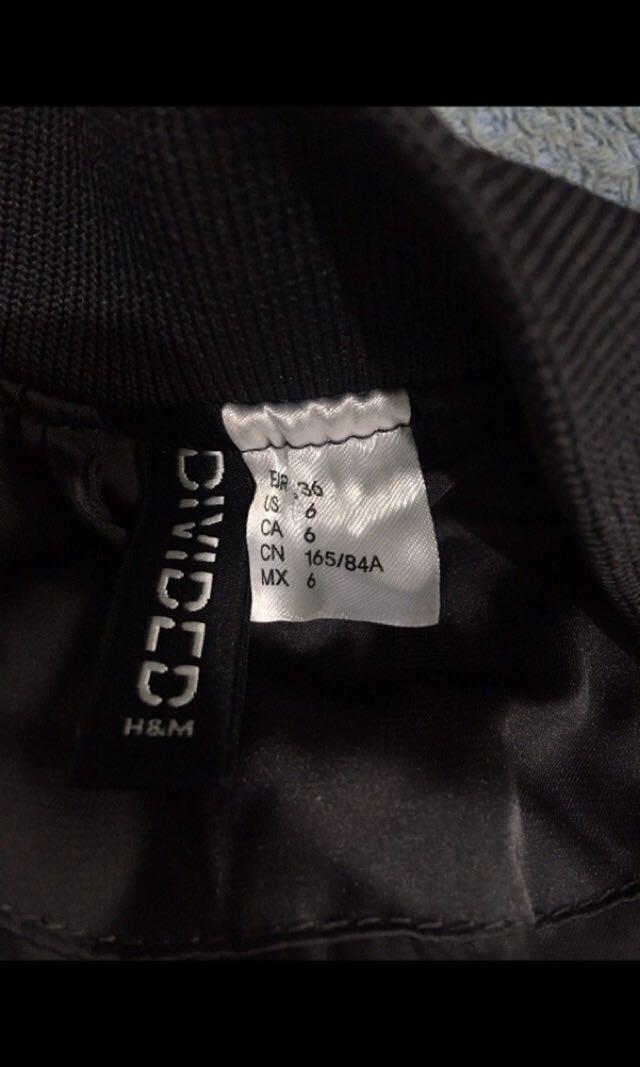 DIVIDED
H&M
EUR 36
US 6
CA 6
CN 165/84A
MX 6